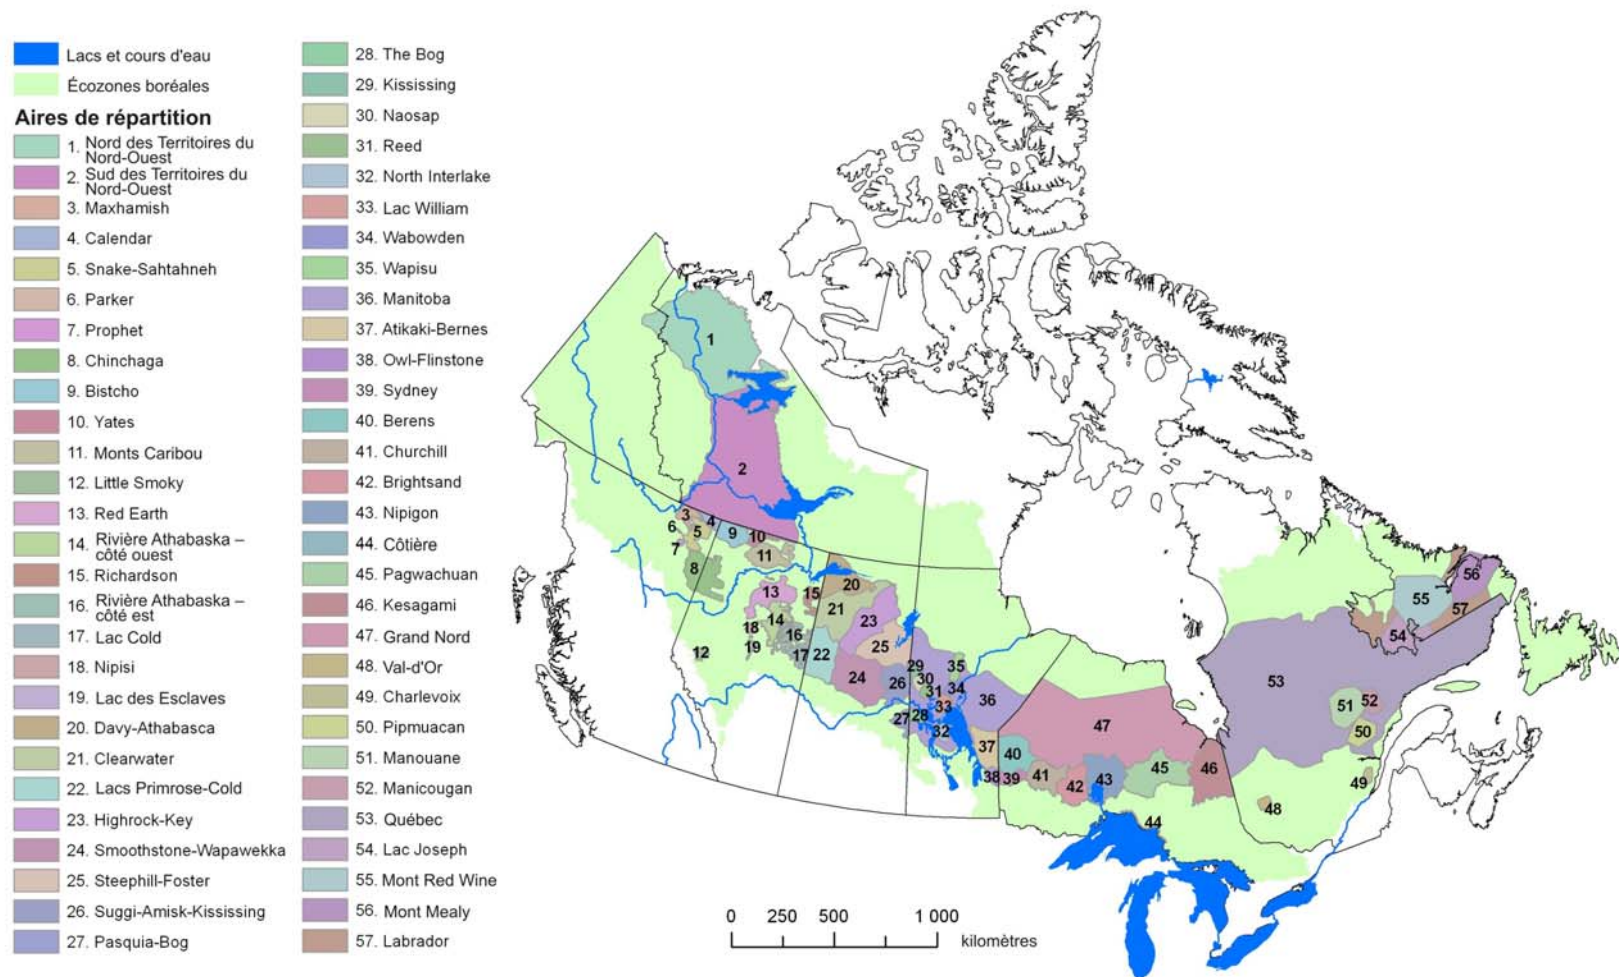 Lacs et cours d'eau
Écozones boréales
Aires de répartition
1. Nord des Territoires du
Nord-Ouest
2. Sud des Territoires du
Nord-Ouest
3. Maxhamish
4. Calendar
5. Snake-Sahtahneh
6. Parker
7. Prophet
8. Chinchaga
9. Bistcho
10. Yates
11. Monts Caribou
12. Little Smoky
13. Red Earth
14. Rivière Athabaska –
côté ouest
15. Richardson
16. Rivière Athabaska –
côté est
17. Lac Cold
18. Nipisi
19. Lac des Esclaves
20. Davy-Athabasca
21. Clearwater
22. Lacs Primrose-Cold
23. Highrock-Key
24. Smoothstone-Wapawekka
25. Steephill-Foster
26. Suggi-Amisk-Kississing
27. Pasquia-Bog
28. The Bog
29. Kississing
30. Naosap
31. Reed
32. North Interlake
33. Lac William
34. Wabowden
35. Wapisu
36. Manitoba
37. Atikaki-Bernes
38. Owl-Flinstone
39. Sydney
40. Berens
41. Churchill
42. Brightsand
43. Nipigon
44. Côtière
45. Pagwachuan
46. Kesagami
47. Grand Nord
48. Val-d'Or
49. Charlevoix
50. Pipmuacan
51. Manouane
52. Manicougan
53. Québec
54. Lac Joseph
55. Mont Red Wine
56. Mont Mealy
57. Labrador
1
2
3
4
5
6
7
8
9
10
11
12
13
14
15
16
17
18
19
20
21
22
23
24
25
26
27
28
29
30
31
32
33
34
35
36
37
38
39
40
41
42
43
44
45
46
47
48
49
50
51
52
53
54
55
56
57
0 250 500 1 000
kilomètres